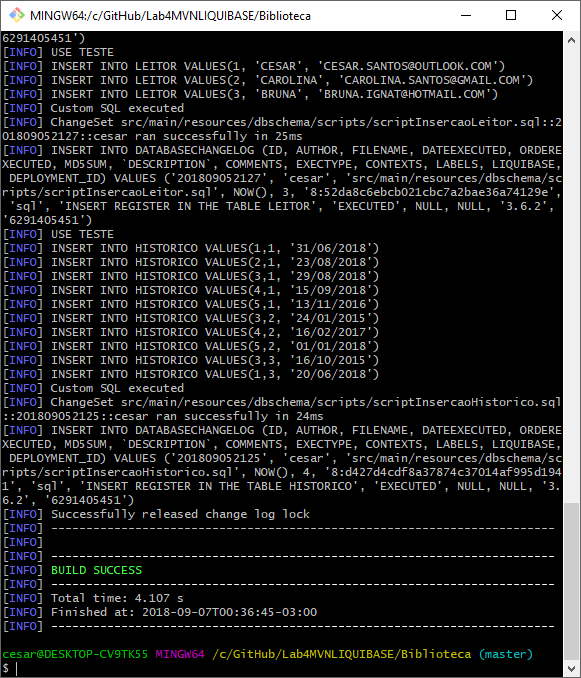 MINGW64:/c/GitHub/Lab4MVNLIQUIBASE/Biblioteca
6291405451')
[INFO] USE TESTE
[INFO] INSERT INTO LEITOR VALUES(1, 'CESAR', 'CESAR.SANTOS@OUTLOOK.COM')
[INFO] INSERT INTO LEITOR VALUES(2, 'CAROLINA', 'CAROLINA.SANTOS@GMAIL.COM')
[INFO] INSERT INTO LEITOR VALUES(3, 'BRUNA', 'BRUNA.IGNAT@HOTMAIL.COM')
[INFO] Custom SQL executed
[INFO] ChangeSet src/main/resources/dbschema/scripts/scriptInsercaoLeitor.sql::2
01809052127::cesar ran successfully in 25ms
[INFO] INSERT INTO DATABASECHANGELOG (ID, AUTHOR, FILENAME, DATEEXECUTED, ORDERE
XECUTED, MD5SUM, `DESCRIPTION`, COMMENTS, EXECTYPE, CONTEXTS, LABELS, LIQUIBASE,
 DEPLOYMENT_ID) VALUES ('201809052127', 'cesar', 'src/main/resources/dbschema/sc
ripts/scriptInsercaoLeitor.sql', NOW(), 3, '8:52da8c6ebcb021cbc7a2bae36a74129e',
 'sql', 'INSERT REGISTER IN THE TABLE LEITOR', 'EXECUTED', NULL, NULL, '3.6.2',
'6291405451')
[INFO] USE TESTE
[INFO] INSERT INTO HISTORICO VALUES(1,1, '31/06/2018')
[INFO] INSERT INTO HISTORICO VALUES(2,1, '23/08/2018')
[INFO] INSERT INTO HISTORICO VALUES(3,1, '29/08/2018')
[INFO] INSERT INTO HISTORICO VALUES(4,1, '15/09/2018')
[INFO] INSERT INTO HISTORICO VALUES(5,1, '13/11/2016')
[INFO] INSERT INTO HISTORICO VALUES(3,2, '24/01/2015')
[INFO] INSERT INTO HISTORICO VALUES(4,2, '16/02/2017')
[INFO] INSERT INTO HISTORICO VALUES(5,2, '01/01/2018')
[INFO] INSERT INTO HISTORICO VALUES(3,3, '16/10/2015')
[INFO] INSERT INTO HISTORICO VALUES(1,3, '20/06/2018')
[INFO] Custom SQL executed
[INFO] ChangeSet src/main/resources/dbschema/scripts/scriptInsercaoHistorico.sql
::201809052125::cesar ran successfully in 24ms
[INFO] INSERT INTO DATABASECHANGELOG (ID, AUTHOR, FILENAME, DATEEXECUTED, ORDERE
XECUTED, MD5SUM, `DESCRIPTION`, COMMENTS, EXECTYPE, CONTEXTS, LABELS, LIQUIBASE,
 DEPLOYMENT_ID) VALUES ('201809052125', 'cesar', 'src/main/resources/dbschema/sc
ripts/scriptInsercaoHistorico.sql', NOW(), 4, '8:d427d4cdf8a37874c37014af995d194
1', 'sql', 'INSERT REGISTER IN THE TABLE HISTORICO', 'EXECUTED', NULL, NULL, '3.
6.2', '6291405451')
[INFO] Successfully released change log lock
[INFO] ------------------------------------------------------------------------
[INFO]
[INFO] ------------------------------------------------------------------------
[INFO] BUILD SUCCESS
[INFO] ------------------------------------------------------------------------
[INFO] Total time: 4.107 s
[INFO] Finished at: 2018-09-07T00:36:45-03:00
[INFO] ------------------------------------------------------------------------
cesar@DESKTOP-CV9TK55 MINGW64 /c/GitHub/Lab4MVNLIQUIBASE/Biblioteca (master)
$